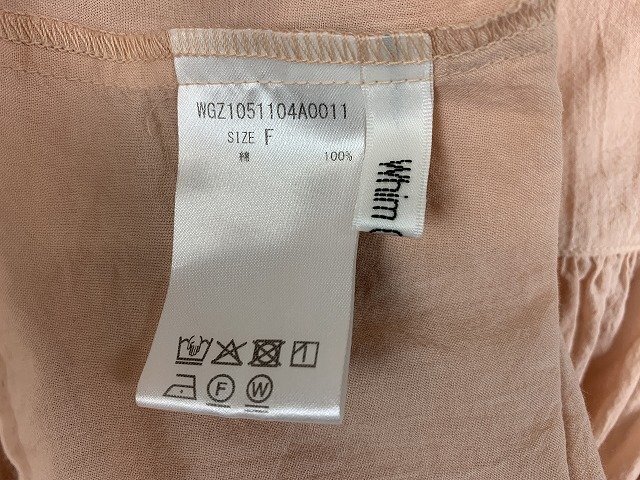 WGZ1051104A0011
SIZE F
綿 100%
Whim
F
W